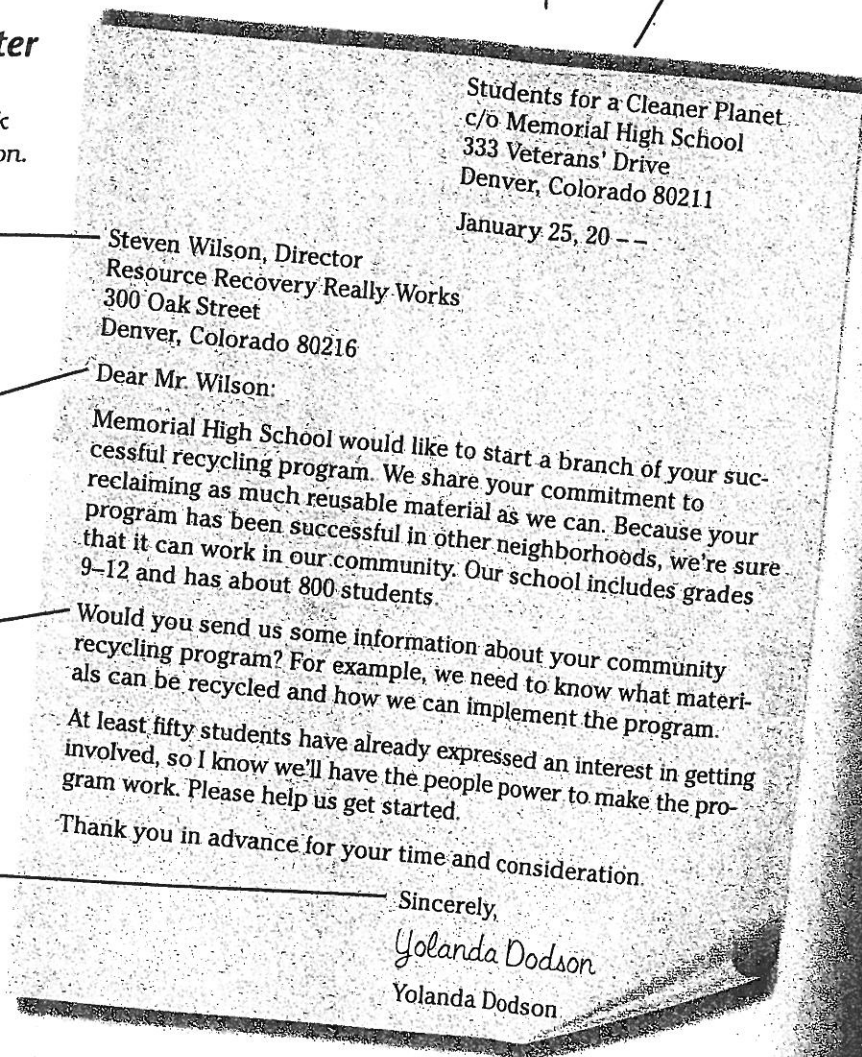 ter
on.
Students for a Cleaner Planet
c/o Memorial High School
333 Veterans' Drive
Denver, Colorado 80211
January 25, 20 – –
Steven Wilson, Director
Resource Recovery Really Works
300 Oak Street
Denver, Colorado 80216
Dear Mr. Wilson:
Memorial High School would like to start a branch of your suc-
cessful recycling program. We share your commitment to
reclaiming as much reusable material as we can. Because your
program has been successful in other neighborhoods, we're sure
that it can work in our community. Our school includes grades
9–12 and has about 800 students.
Would you send us some information about your community
recycling program? For example, we need to know what materi-
als can be recycled and how we can implement the program.
At least fifty students have already expressed an interest in getting
involved, so I know we'll have the people power to make the pro-
gram work. Please help us get started.
Thank you in advance for your time and consideration.
Sincerely,
Yolanda Dodson
Yolanda Dodson